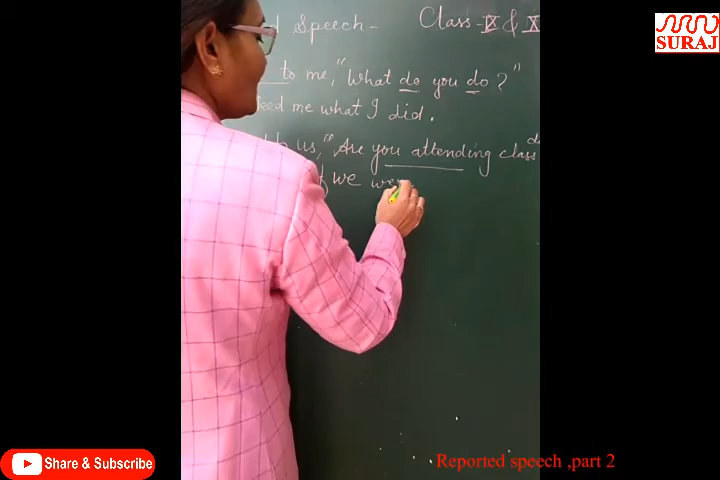 Speech - Class - IX & X
to me, "What do you do?"
me what I did.
us, "Are you attending class
we wer
SURAJ
Share & Subscribe
Reported speech ,part 2